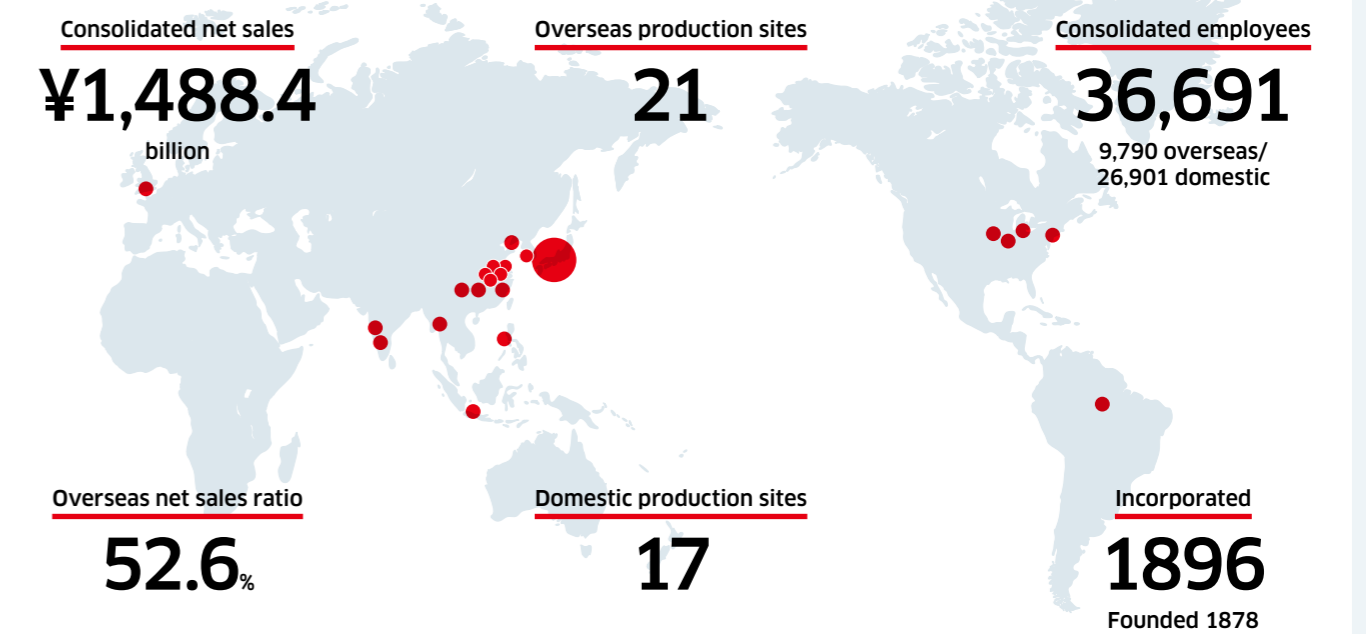 Consolidated net sales
¥1,488.4
billion
Overseas production sites
21
Consolidated employees
36,691
9,790 overseas/
26,901 domestic
Overseas net sales ratio
52.6%
Domestic production sites
17
Incorporated
1896
Founded 1878